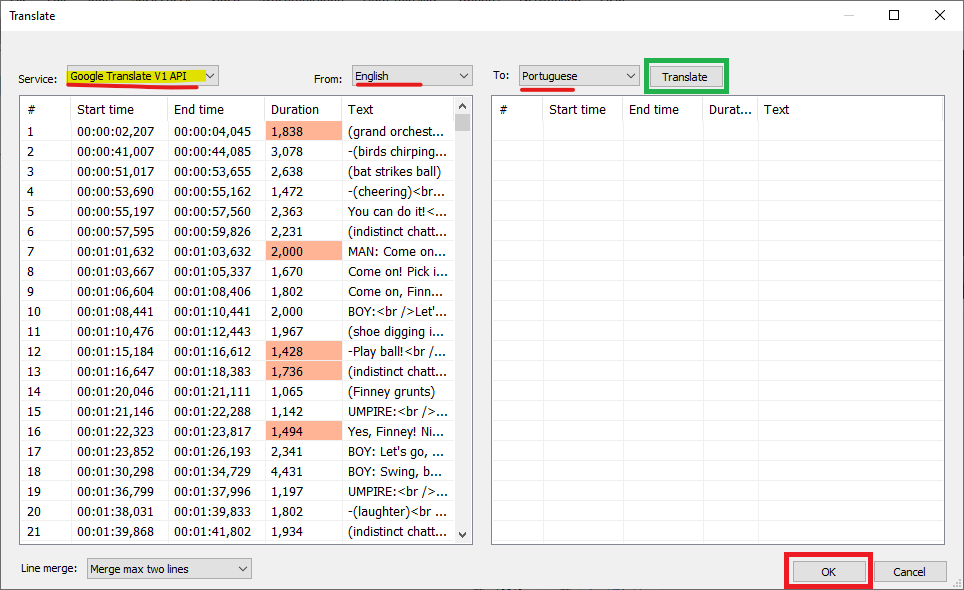 Translate
Service: Google Translate V1 API From: English To: Portuguese Translate
# Start time End time Duration Text # Start time End time Durat... Text
1 00:00:02,207 00:00:04,045 1,838 (grand orchest...
2 00:00:41,007 00:00:44,085 3,078 -(birds chirping...
3 00:00:51,017 00:00:53,655 2,638 (bat strikes ball)
4 00:00:53,690 00:00:55,162 1,472 -(cheering)<br...
5 00:00:55,197 00:00:57,560 2,363 You can do it!<...
6 00:00:57,595 00:00:59,826 2,231 (indistinct chatt...
7 00:01:01,632 00:01:03,632 2,000 MAN: Come on...
8 00:01:03,667 00:01:05,337 1,670 Come on! Pick i...
9 00:01:06,604 00:01:08,406 1,802 Come on, Finn...
10 00:01:08,441 00:01:10,441 2,000 BOY:<br />Let'...
11 00:01:10,476 00:01:12,443 1,967 (shoe digging i...
12 00:01:15,184 00:01:16,612 1,428 -Play ball!<br /...
13 00:01:16,647 00:01:18,383 1,736 (indistinct chatt...
14 00:01:20,046 00:01:21,111 1,065 (Finney grunts)
15 00:01:21,146 00:01:22,288 1,142 UMPIRE:<br />...
16 00:01:22,323 00:01:23,817 1,494 Yes, Finney! Ni...
17 00:01:23,852 00:01:26,193 2,341 BOY: Let's go, ...
18 00:01:30,298 00:01:34,729 4,431 BOY: Swing, b...
19 00:01:36,799 00:01:37,996 1,197 UMPIRE:<br />...
20 00:01:38,031 00:01:39,833 1,802 -(laughter)<br ...
21 00:01:39,868 00:01:41,802 1,934 (indistinct chatt...
Line merge: Merge max two lines OK Cancel